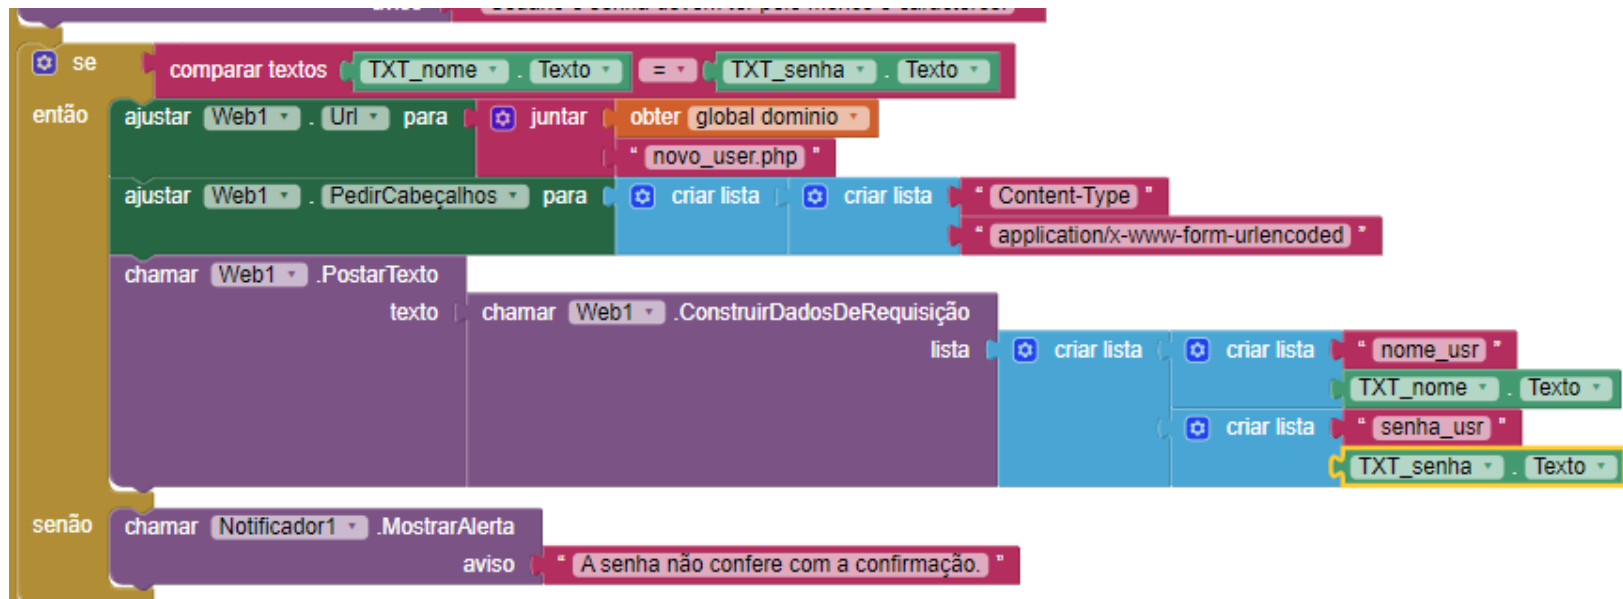 se comparar textos TXT_nome . Texto = TXT_senha . Texto
então ajustar Web1 . Url para juntar obter global dominio
" novo_user.php "
ajustar Web1 . PedirCabeçalhos para criar lista criar lista " Content-Type "
" application/x-www-form-urlencoded "
chamar Web1 .PostarTexto
texto chamar Web1 .ConstruirDadosDeRequisição
lista criar lista criar lista " nome_usr "
TXT_nome . Texto
criar lista " senha_usr "
TXT_senha . Texto
senão chamar Notificador1 .MostrarAlerta
aviso " A senha não confere com a confirmação. "